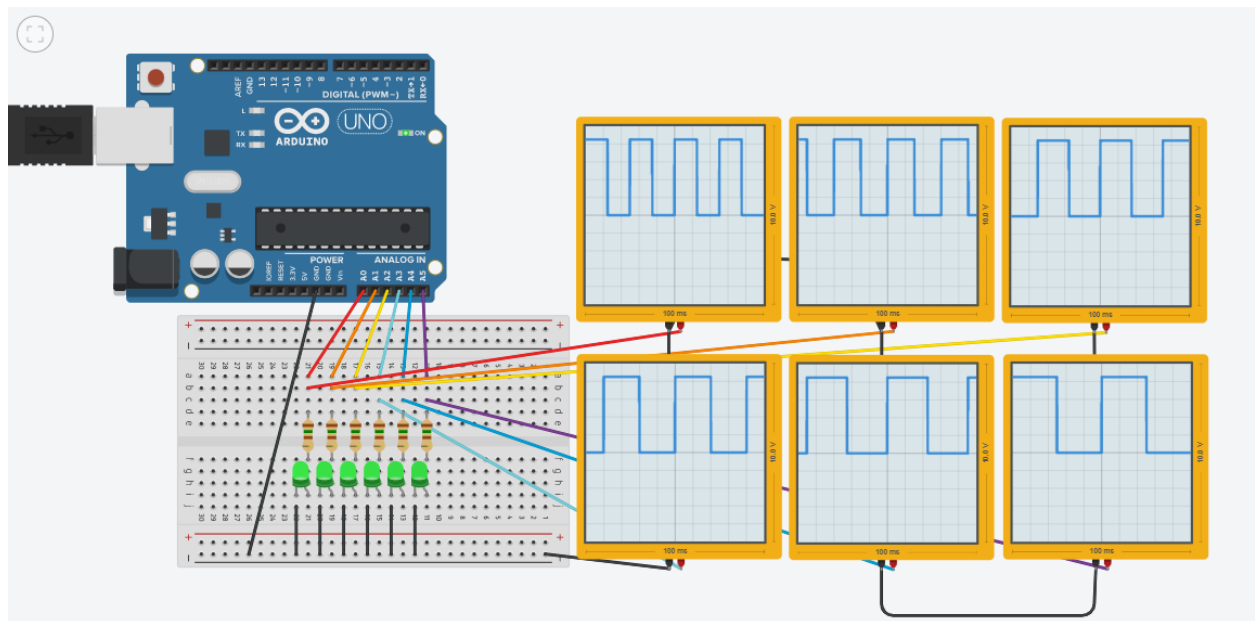 AREF
GND
13
12
~11
~10
~9
8
7
~6
~5
4
~3
2
TX→1
RX←0
DIGITAL (PWM~)
L
TX
RX
ARDUINO
UNO
ON
POWER
ANALOG IN
IOREF
RESET
3.3V
5V
GND
GND
Vin
A0
A1
A2
A3
A4
A5
10.0 V
10.0 V
10.0 V
100 ms
100 ms
100 ms
a b c d e
f g h i j
10.0 V
10.0 V
10.0 V
100 ms
100 ms
100 ms